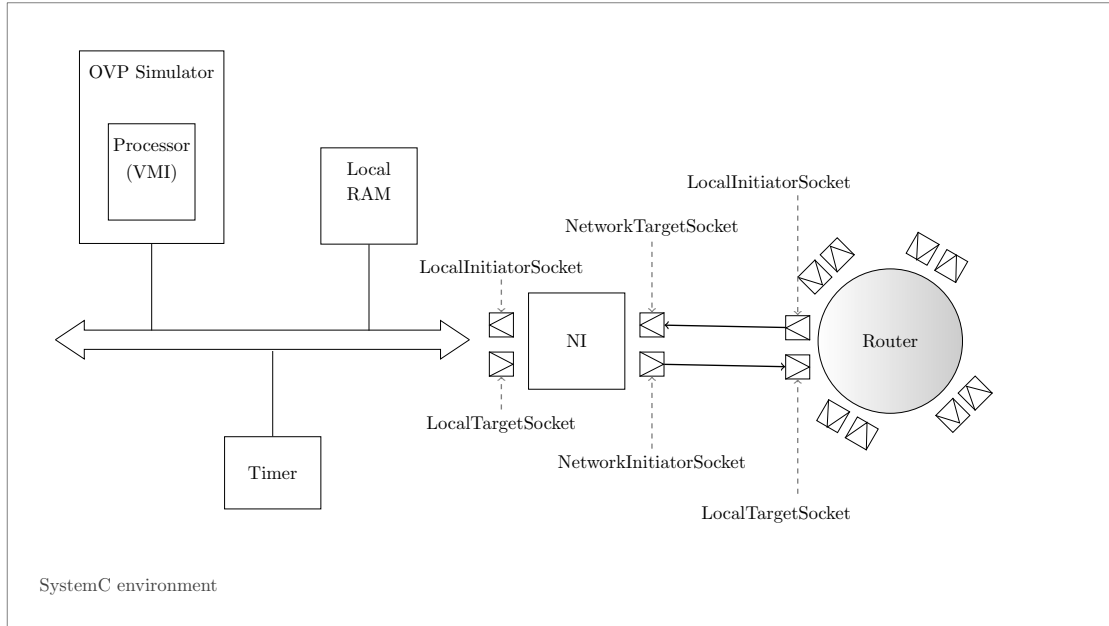 OVP Simulator
Processor
(VMI)
Local
RAM
LocalInitiatorSocket
NetworkTargetSocket
LocalInitiatorSocket
NI
Router
LocalTargetSocket
NetworkInitiatorSocket
LocalTargetSocket
Timer
SystemC environment